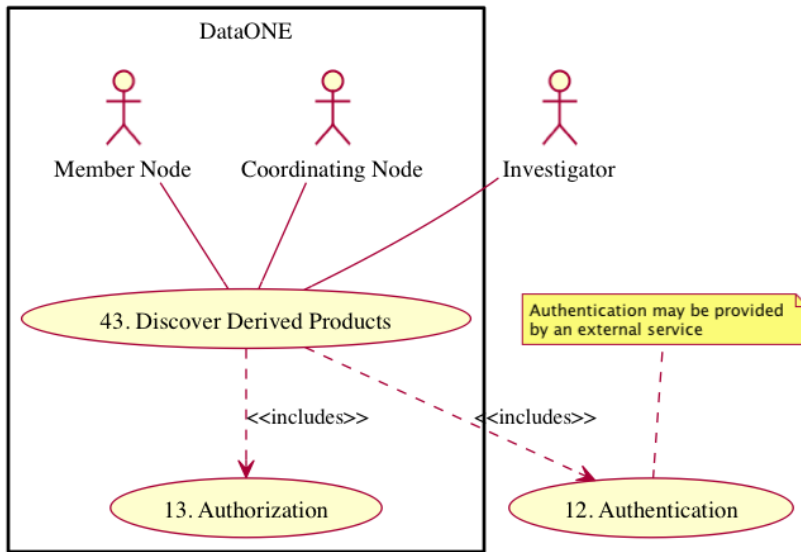 DataONE
Member Node
Coordinating Node
Investigator
43. Discover Derived Products
Authentication may be provided
by an external service
<<includes>>
<<includes>>
13. Authorization
12. Authentication